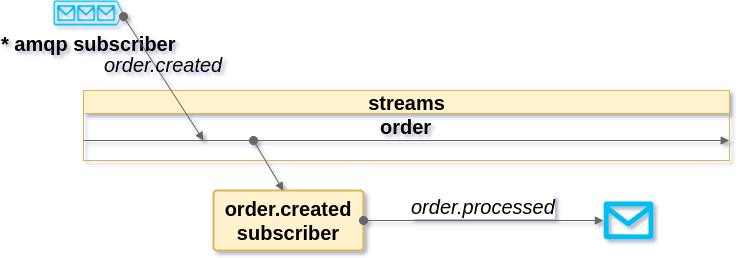 * amqp subscriber
order.created
streams
order
order.created
subscriber
order.processed